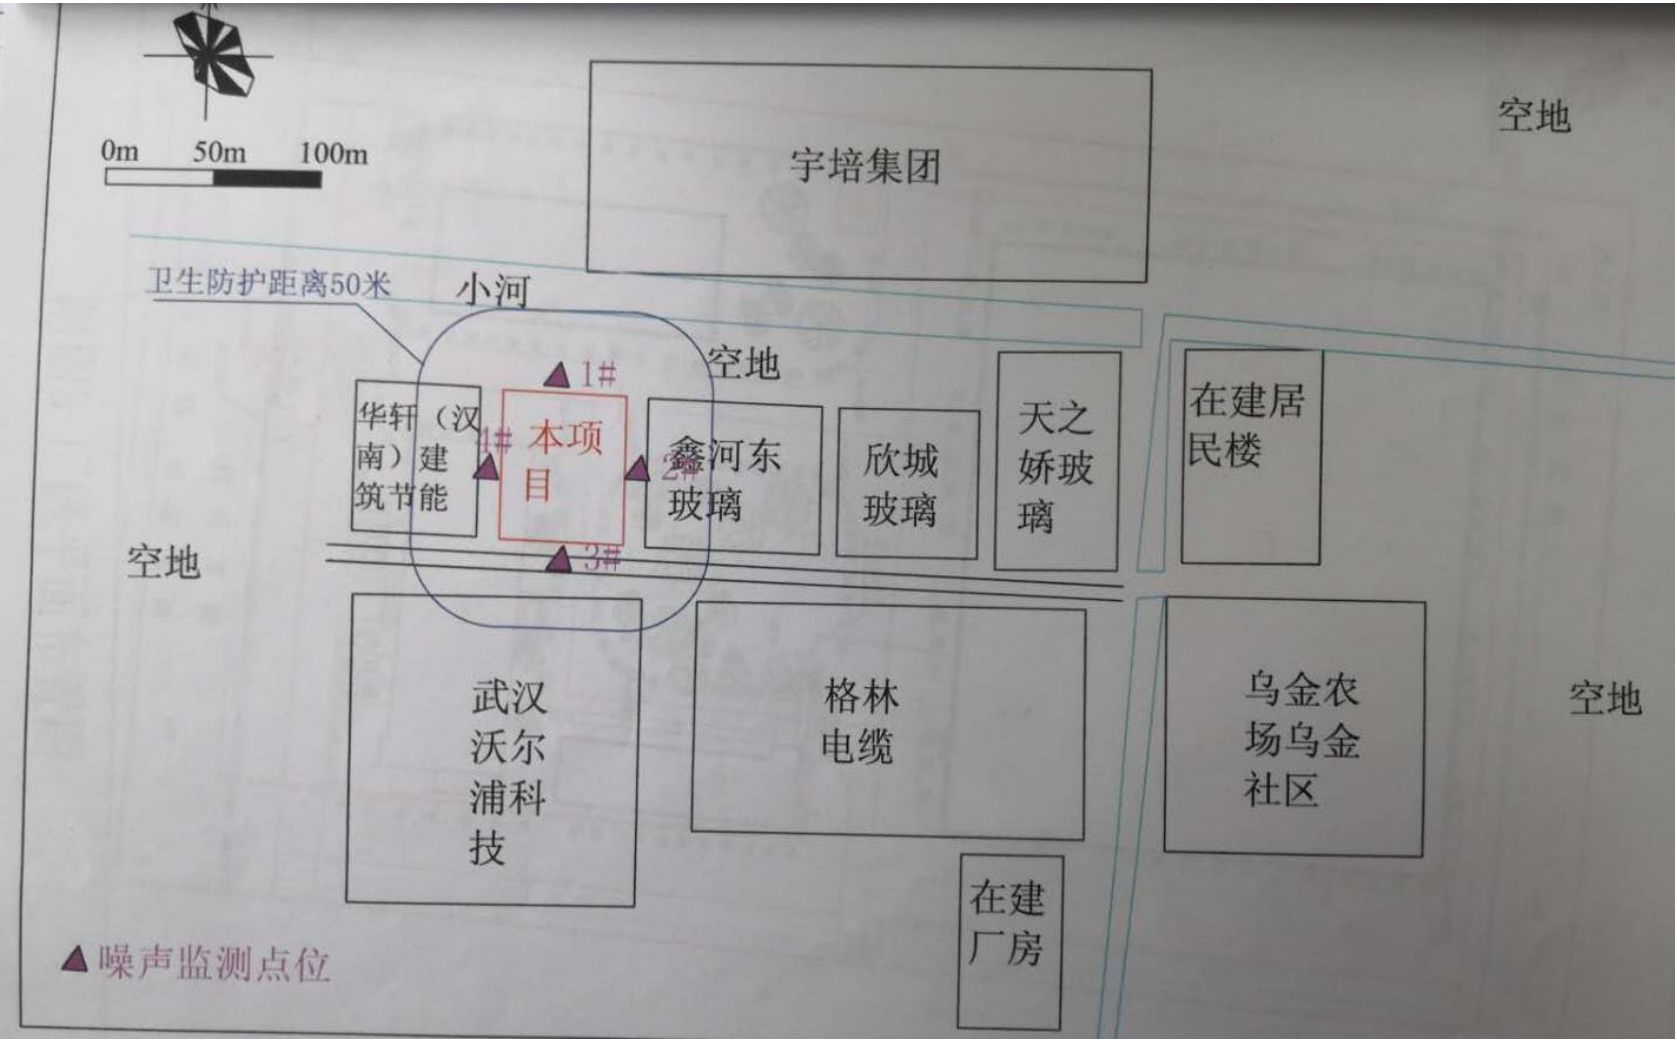 空地
宇培集团
0m 50m 100m
卫生防护距离50米
小河
空地
1#
华轩（汉
南）建
筑节能
4#
本项
目
2#
鑫河东
玻璃
欣城
玻璃
天之
娇玻
璃
在建居
民楼
3#
空地
武汉
沃尔
浦科
技
格林
电缆
乌金农
场乌金
社区
空地
在建
厂房
噪声监测点位